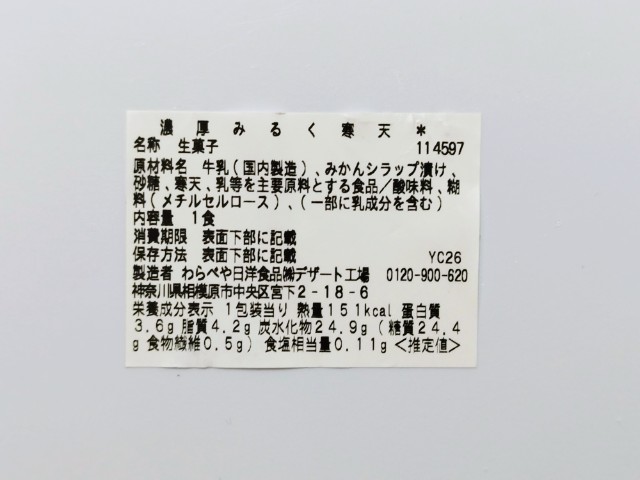 濃厚みるく寒天＊
名称 生菓子 114597
原材料名 牛乳(国内製造)、みかんシラップ漬け、
砂糖、寒天、乳等を主要原料とする食品／酸味料、糊
料(メチルセルロース)、(一部に乳成分を含む)
内容量 1食
消費期限 表面下部に記載
保存方法 表面下部に記載 YC26
製造者 わらべや日洋食品㈱デザート工場 0120-900-620
神奈川県相模原市中央区宮下2-18-6
栄養成分表示 1包装当り 熱量151kcal 蛋白質
3.6g 脂質4.2g 炭水化物24.9g (糖質24.4
g 食物繊維0.5g) 食塩相当量0.11g <推定値>